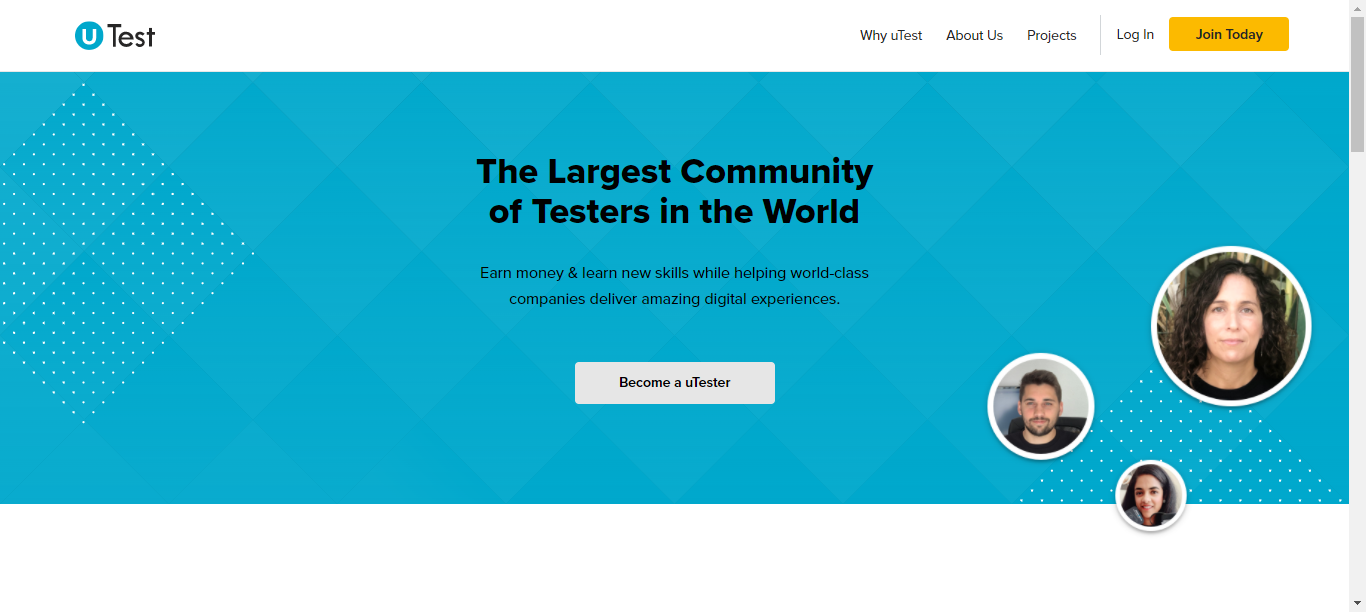 uTest
Why uTest
About Us
Projects
Log In
Join Today
The Largest Community
of Testers in the World
Earn money & learn new skills while helping world-class
companies deliver amazing digital experiences.
Become a uTester